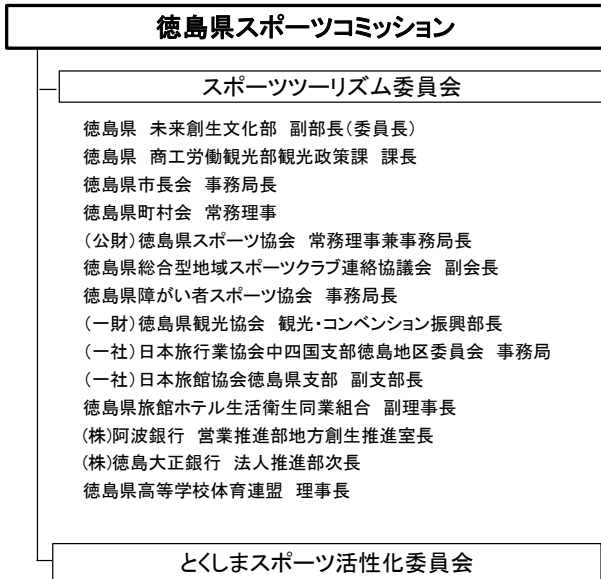 徳島県スポーツコミッション
スポーツツーリズム委員会
徳島県　未来創生文化部　副部長（委員長）
徳島県　商工労働観光部観光政策課　課長
徳島県市長会　事務局長
徳島県町村会　常務理事
（公財）徳島県スポーツ協会　常務理事兼事務局長
徳島県総合型地域スポーツクラブ連絡協議会　副会長
徳島県障がい者スポーツ協会　事務局長
（一財）徳島県観光協会　観光・コンベンション振興部長
（一社）日本旅行業協会中四国支部徳島地区委員会　事務局
（一社）日本旅館協会徳島県支部　副支部長
徳島県旅館ホテル生活衛生同業組合　副理事長
(株)阿波銀行　営業推進部地方創生推進室長
(株)徳島大正銀行　法人推進部次長
徳島県高等学校体育連盟　理事長
とくしまスポーツ活性化委員会